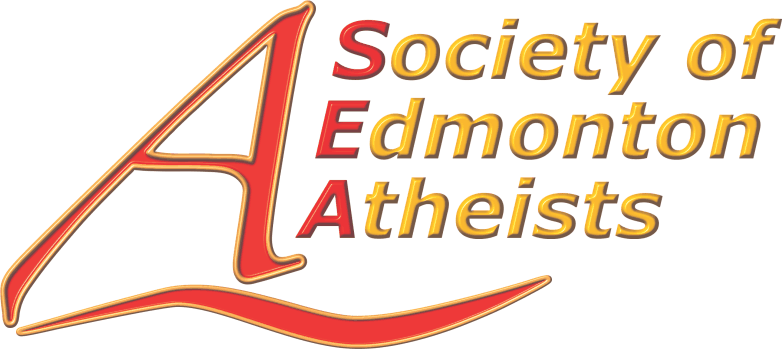 A
Society of
Edmonton
Atheists